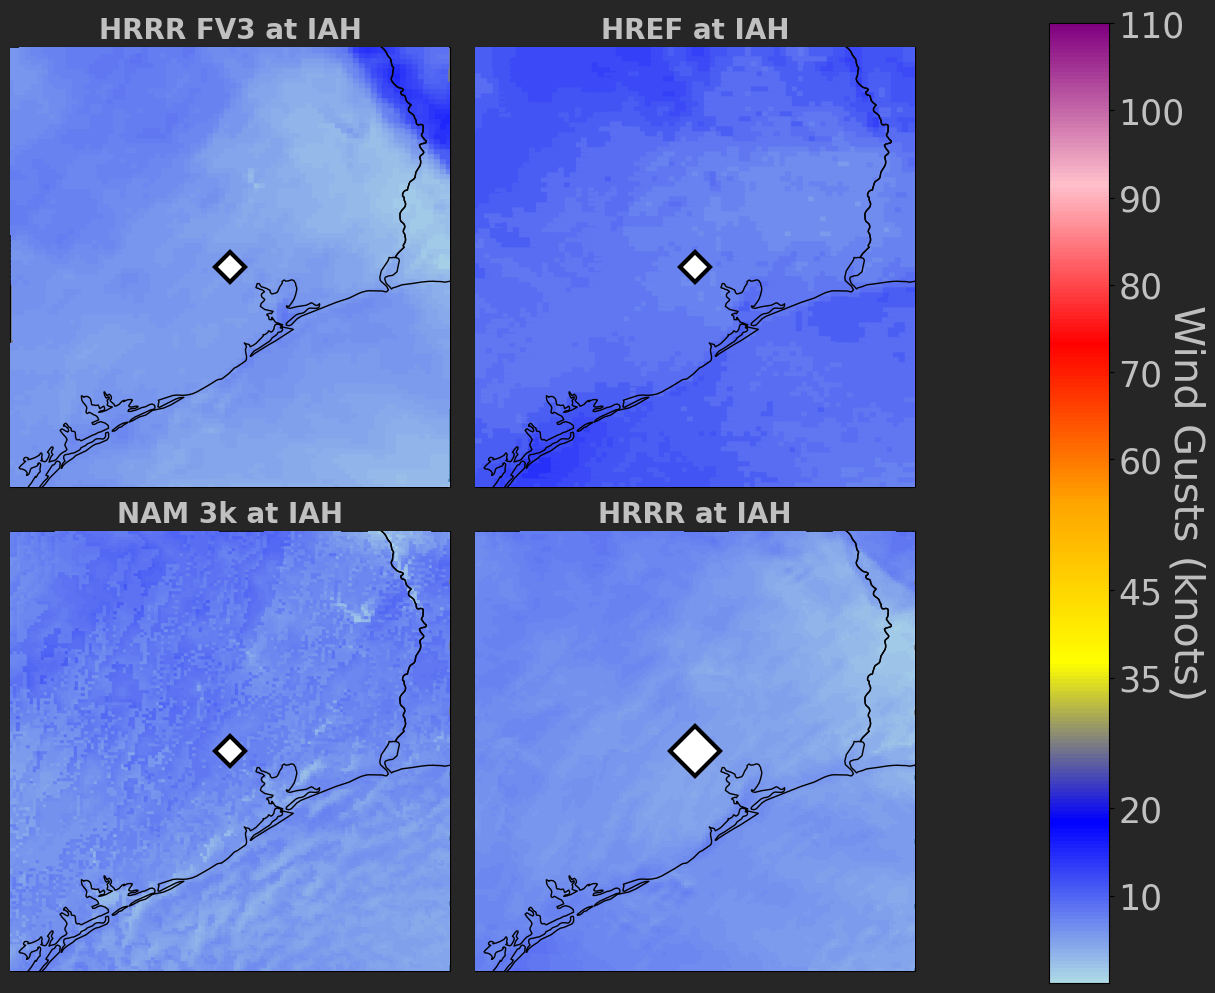 HRRR FV3 at IAH
HREF at IAH
NAM 3k at IAH
HRRR at IAH
110
100
90
80
70
60
45
35
20
10
Wind Gusts (knots)